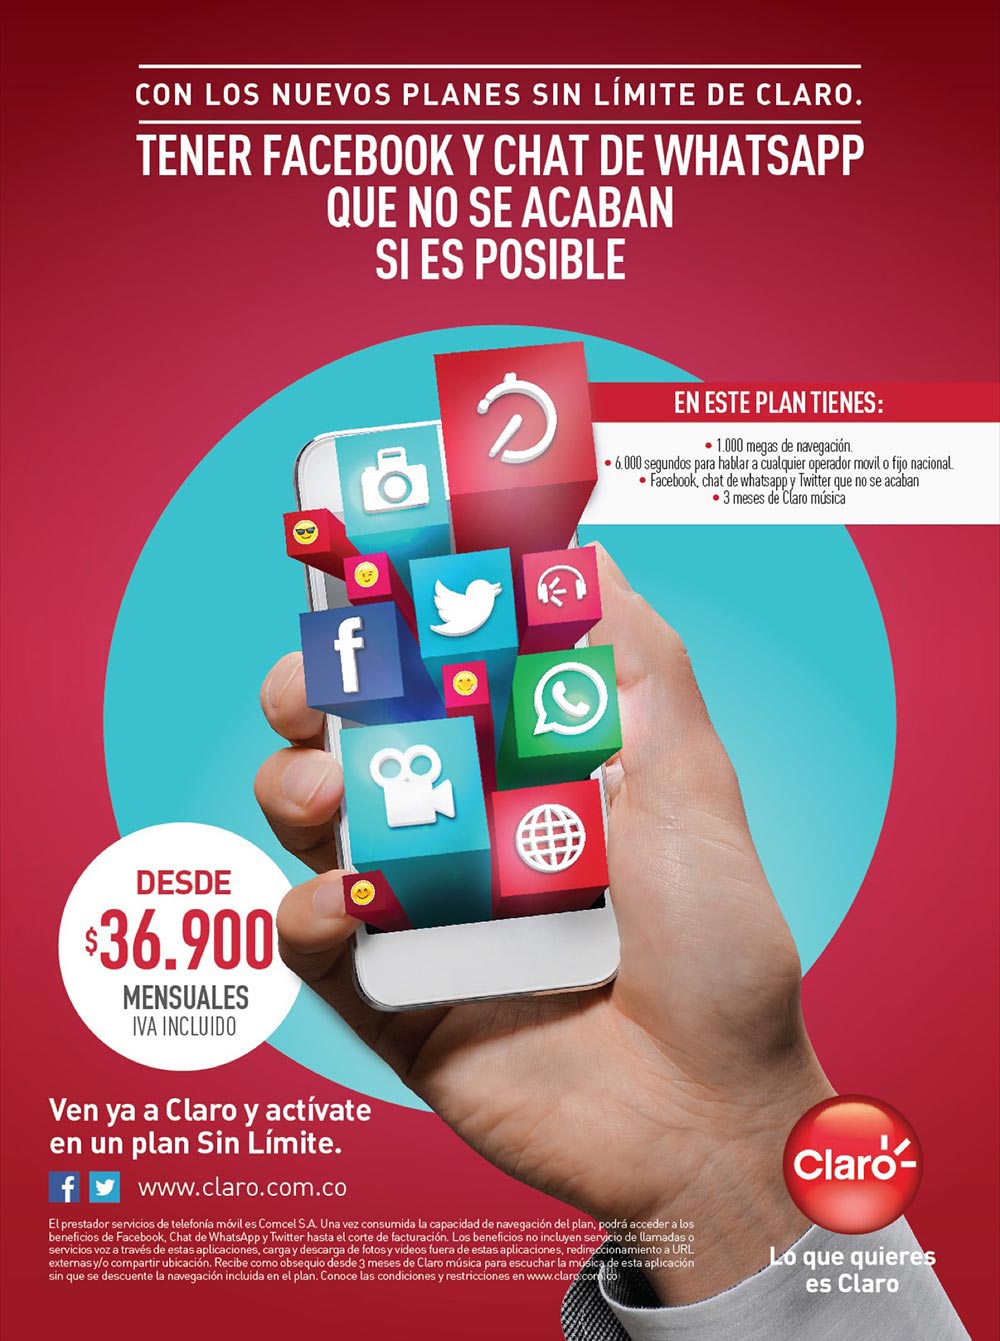 CON LOS NUEVOS PLANES SIN LÍMITE DE CLARO.
TENER FACEBOOK Y CHAT DE WHATSAPP
QUE NO SE ACABAN
SI ES POSIBLE
EN ESTE PLAN TIENES:
• 1.000 megas de navegación.
• 6.000 segundos para hablar a cualquier operador movil o fijo nacional.
• Facebook, chat de whatsapp y Twitter que no se acaban
• 3 meses de Claro música
f
DESDE
$36.900
MENSUALES
IVA INCLUIDO
Ven ya a Claro y actívate
en un plan Sin Límite.
f www.claro.com.co
El prestador servicios de telefonía móvil es Comcel S.A. Una vez consumida la capacidad de navegación del plan, podrá acceder a los
beneficios de Facebook, Chat de WhatsApp y Twitter hasta el corte de facturación. Los beneficios no incluyen servicio de llamadas o
servicios voz a través de estas aplicaciones, carga y descarga de fotos y videos fuera de estas aplicaciones, redireccionamiento a URL
externas y/o compartir ubicación. Recibe como obsequio desde 3 meses de Claro música para escuchar la música de esta aplicación
sin que se descuente la navegación incluida en el plan. Conoce las condiciones y restricciones en www.claro.com.co
Claro
Lo que quieres
es Claro